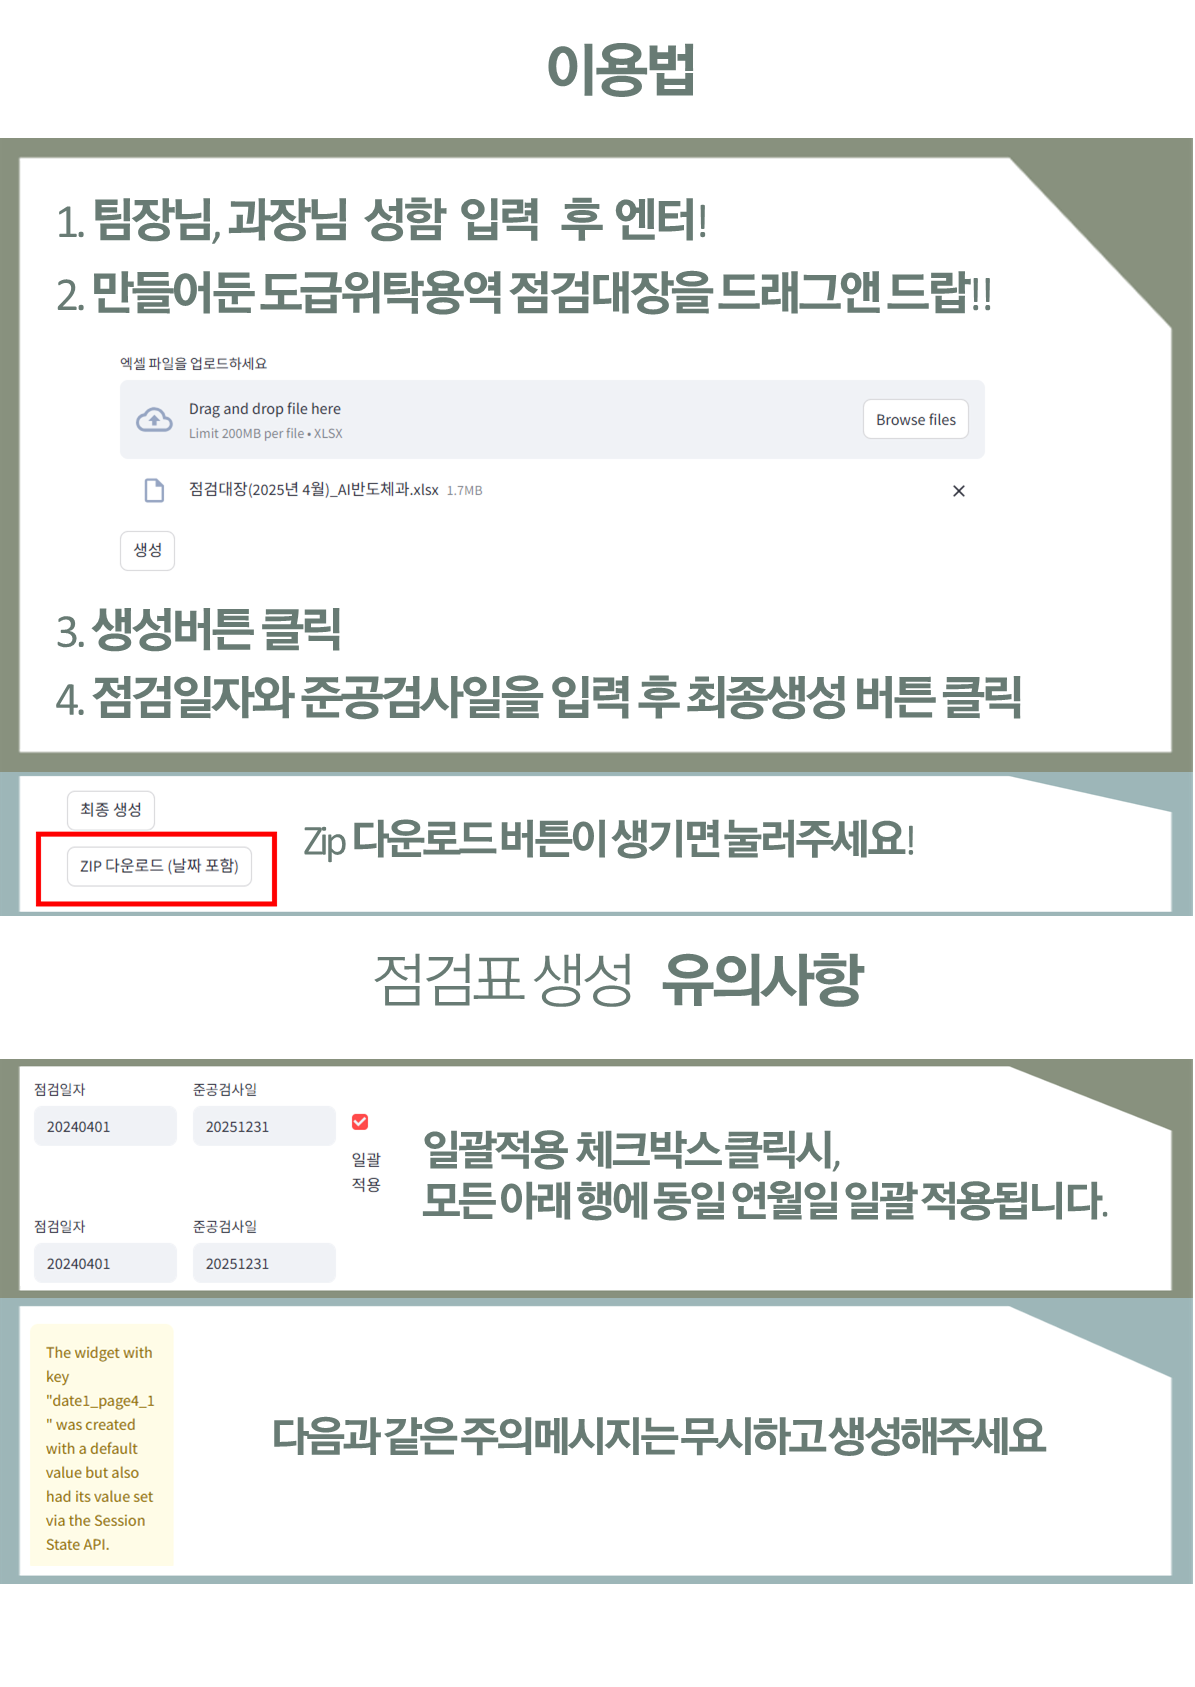 이용법
1. 팀장님, 과장님 성함 입력 후 엔터!
2. 만들어둔 도급위탁용역 점검대장을 드래그앤 드랍!!
엑셀 파일을 업로드하세요
Drag and drop file here
Limit 200MB per file • XLSX
Browse files
점검대장(2025년 4월)_AI반도체과.xlsx 1.7MB
생성
3. 생성버튼 클릭
4. 점검일자와 준공검사일을 입력 후 최종생성 버튼 클릭
최종 생성
ZIP 다운로드 (날짜 포함)
Zip 다운로드 버튼이 생기면 눌러주세요!
점검표 생성 유의사항
점검일자 준공검사일
20240401 20251231
일괄
적용
점검일자 준공검사일
20240401 20251231
일괄적용 체크박스 클릭시,
모든 아래 행에 동일 연월일 일괄 적용됩니다.
The widget with
key
"date1_page4_1
" was created
with a default
value but also
had its value set
via the Session
State API.
다음과 같은 주의메시지는 무시하고 생성해주세요